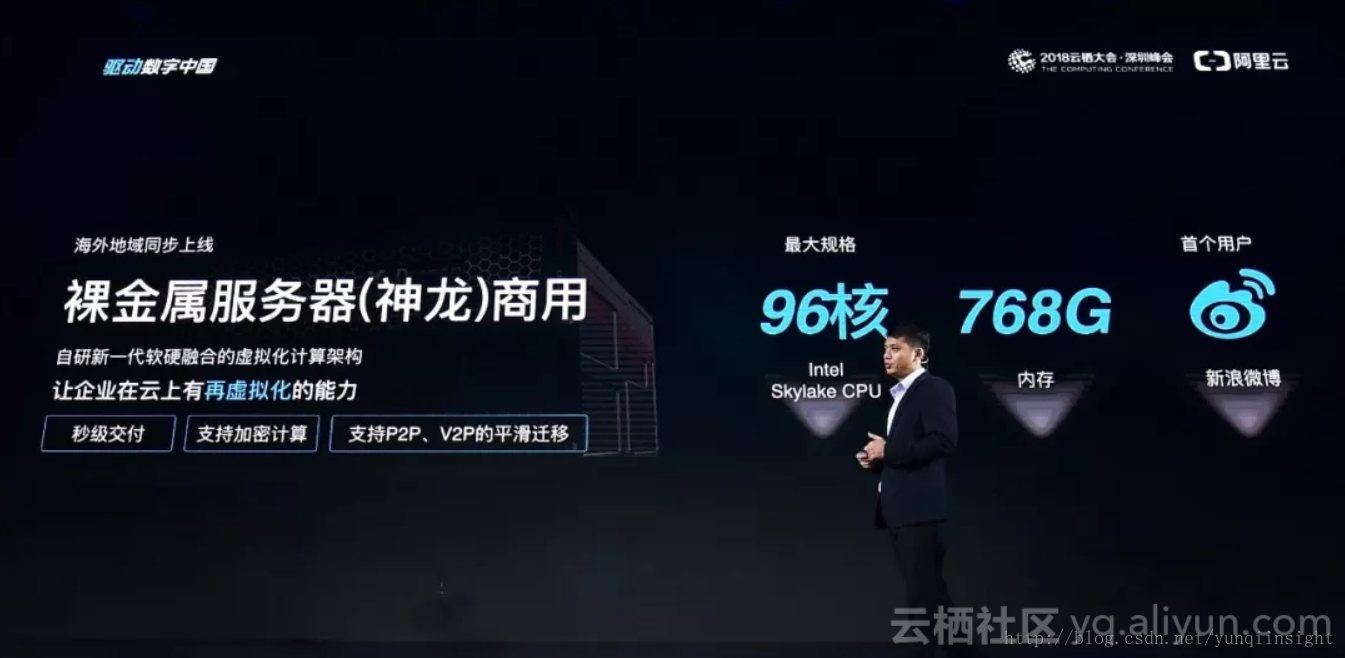 驱动数字中国
2018云栖大会·深圳峰会
THE COMPUTING CONFERENCE
阿里云
海外地域同步上线
裸金属服务器(神龙)商用
自研新一代软硬融合的虚拟化计算架构
让企业在云上有再虚拟化的能力
秒级交付
支持加密计算
支持P2P、V2P的平滑迁移
最大规格
96核
Intel
Skylake CPU
768G
内存
首个用户
新浪微博
云栖社区 yq.aliyun.com
http://blog.csdn.net/yunqiinsight